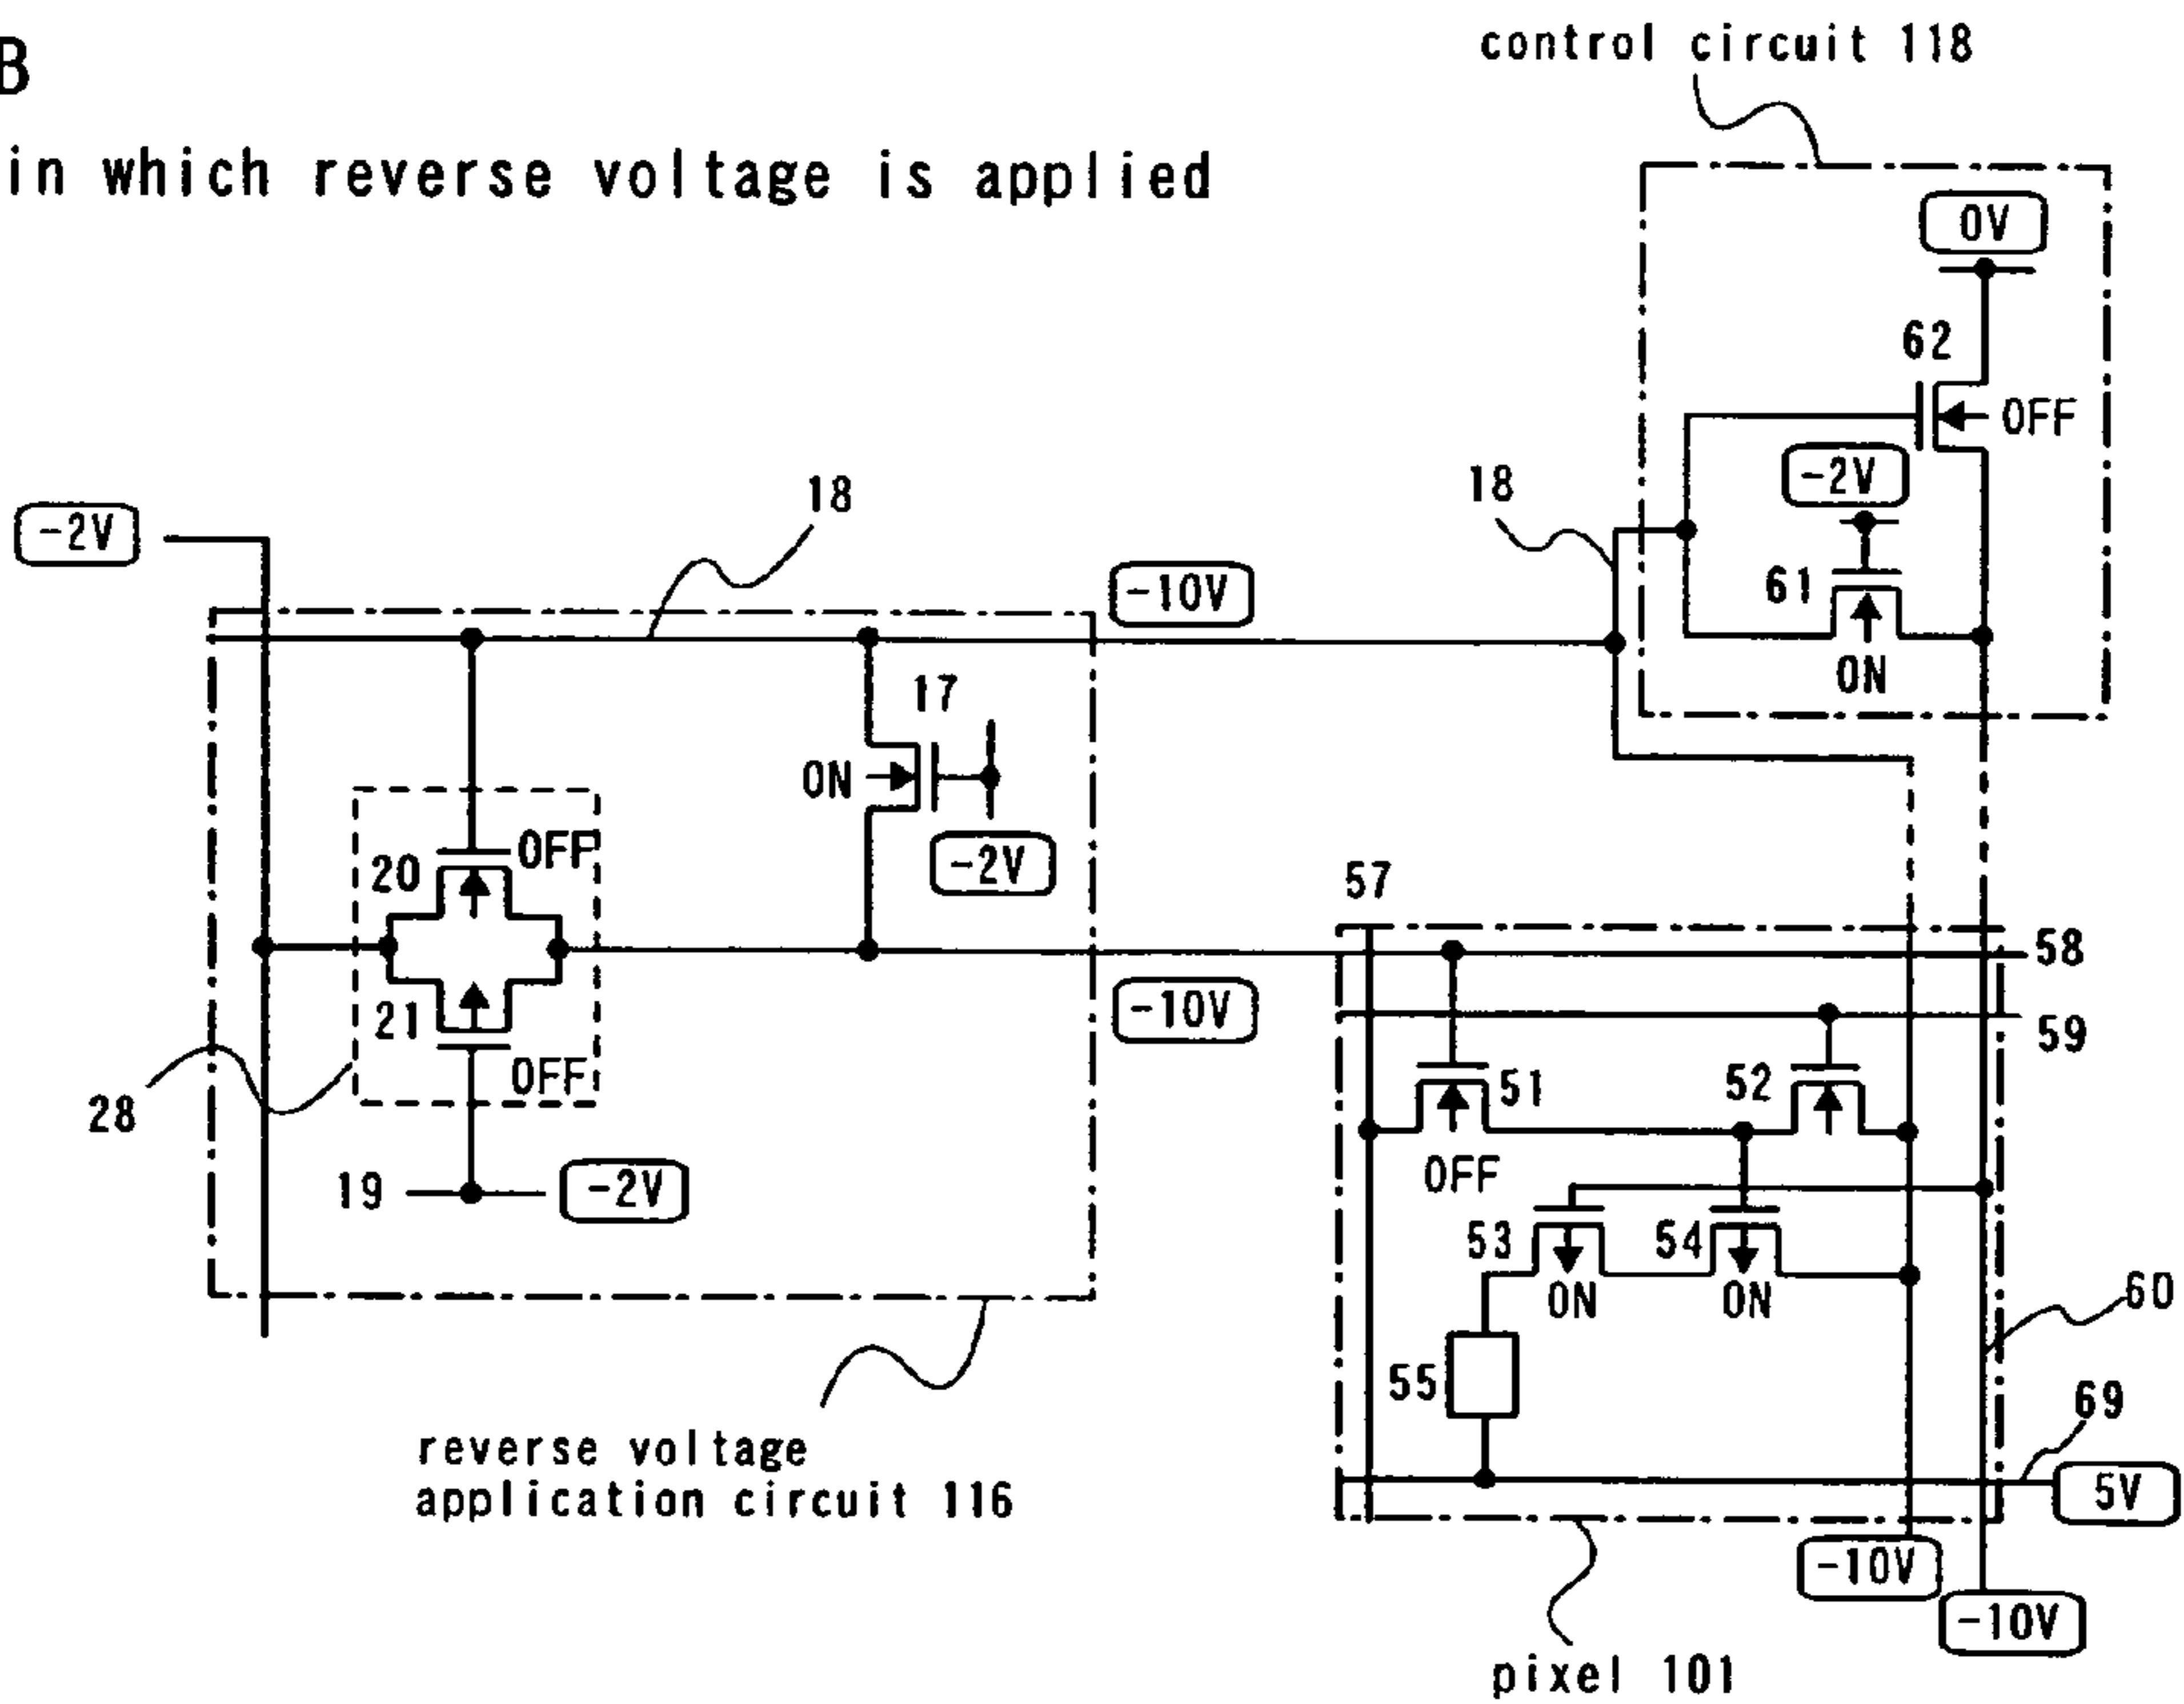 B
in which reverse voltage is applied
control circuit 118
0V
62
OFF
-2V
61
ON
18
18
-2V
-10V
17
ON
-2V
20
OFF
21
OFF
28
19
-2V
-10V
57
58
59
51
OFF
52
53
ON
54
ON
55
60
69
5V
-10V
-10V
reverse voltage
application circuit 116
pixel 101